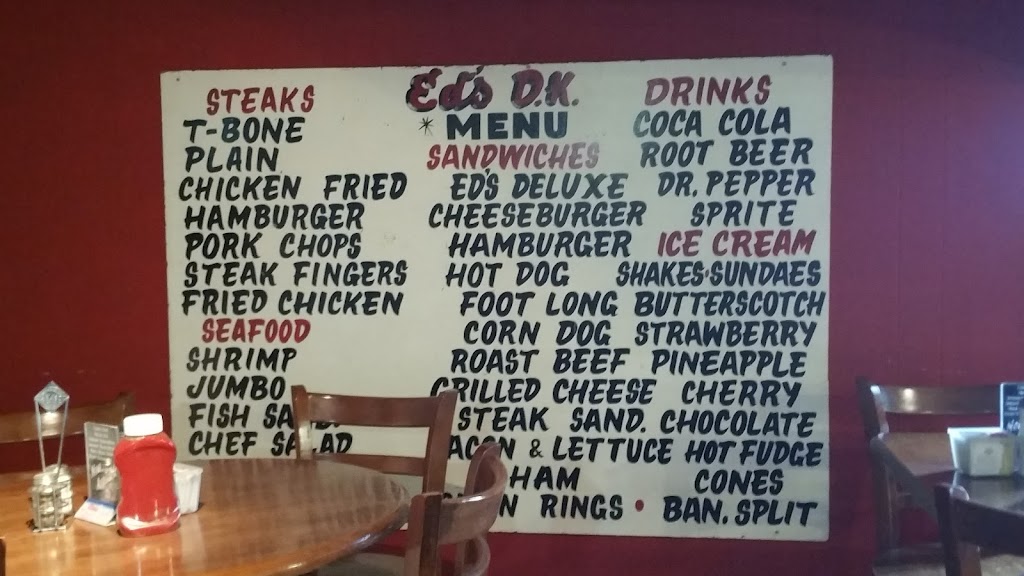 STEAKS
T-BONE
PLAIN
CHICKEN FRIED
HAMBURGER
PORK CHOPS
STEAK FINGERS
FRIED CHICKEN
SEAFOOD
SHRIMP
JUMBO
FISH
CHEF
Ed's D.K.
* MENU
SANDWICHES
ED'S DELUXE
CHEESEBURGER
HAMBURGER
HOT DOG
FOOT LONG
CORN DOG
ROAST BEEF
GRILLED CHEESE
STEAK SAND.
& LETTUCE
HAM
RINGS •
DRINKS
COCA COLA
ROOT BEER
DR. PEPPER
SPRITE
ICE CREAM
SHAKES·SUNDAES
BUTTERSCOTCH
STRAWBERRY
PINEAPPLE
CHERRY
CHOCOLATE
HOT FUDGE
CONES
BAN. SPLIT